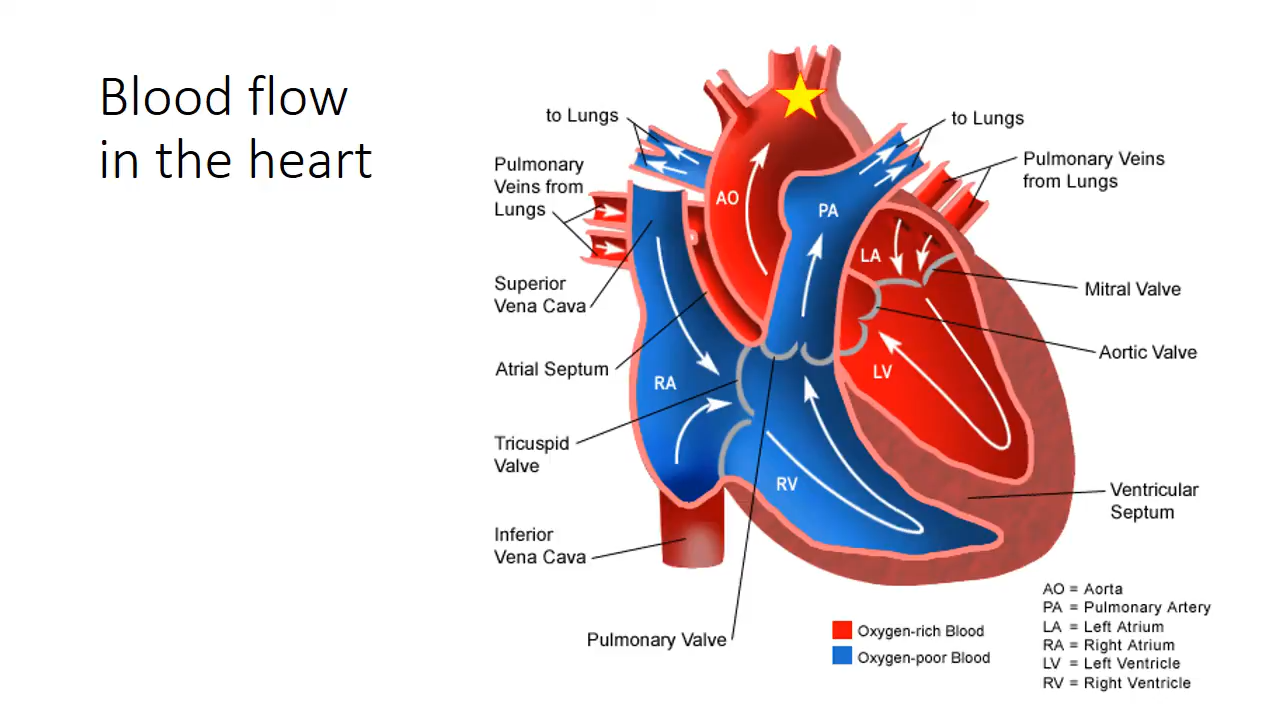 Blood flow
in the heart
to Lungs
Pulmonary
Veins from
Lungs
Superior
Vena Cava
Atrial Septum
Tricuspid
Valve
Inferior
Vena Cava
Pulmonary Valve
AO
PA
LA
RA
LV
RV
to Lungs
Pulmonary Veins
from Lungs
Mitral Valve
Aortic Valve
Ventricular
Septum
Oxygen-rich Blood
Oxygen-poor Blood
AO = Aorta
PA = Pulmonary Artery
LA = Left Atrium
RA = Right Atrium
LV = Left Ventricle
RV = Right Ventricle